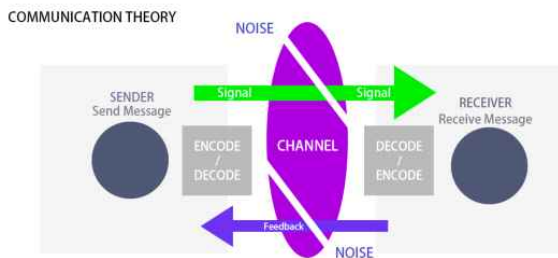 COMMUNICATION THEORY
NOISE
Signal
Signal
SENDER
Send Message
RECEIVER
Receive Message
ENCODE
/
DECODE
CHANNEL
DECODE
/
ENCODE
Feedback
NOISE